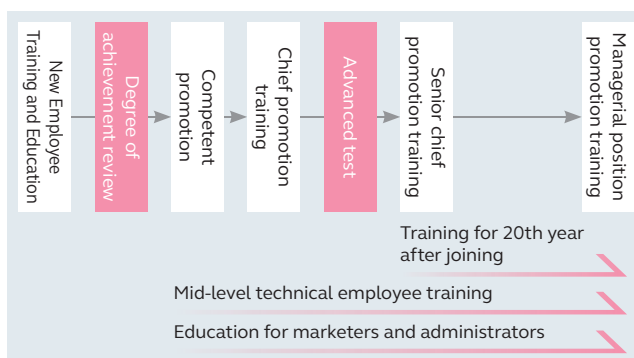 New Employee
Training and Education
Degree of
achievement review
Competent
promotion
Chief promotion
training
Advanced test
Senior chief
promotion training
Managerial position
promotion training
Training for 20th year
after joining
Mid-level technical employee training
Education for marketers and administrators